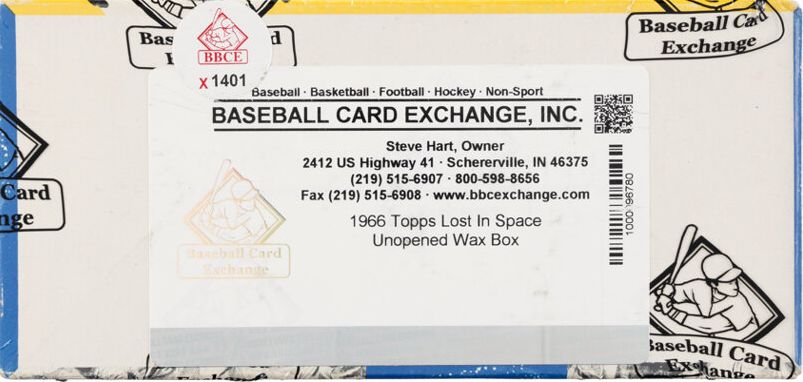 Bas d
BBCE
X 1401
Baseball Card
Exchange
Baseball · Basketball · Football · Hockey · Non-Sport
BASEBALL CARD EXCHANGE, INC.
Steve Hart, Owner
2412 US Highway 41 · Schererville, IN 46375
(219) 515-6907 · 800-598-8656
Fax (219) 515-6908 · www.bbcexchange.com
1966 Topps Lost In Space
Unopened Wax Box
Card
nge
Baseball Card
Exchange
Baseball Card
Exchange
Exchange